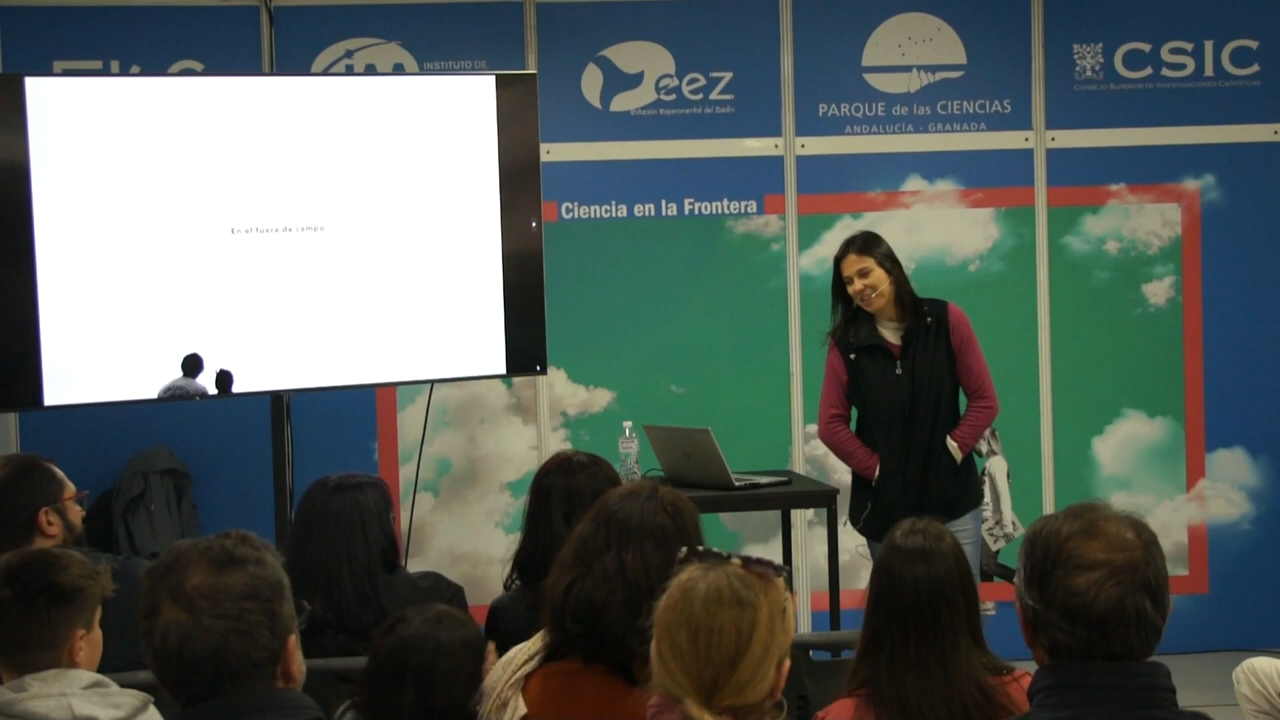 INSTITUTO DE
eez
Estación Experimental del Zaidín
PARQUE de las CIENCIAS
ANDALUCÍA - GRANADA
CSIC
CONSEJO SUPERIOR DE INVESTIGACIONES CIENTÍFICAS
Ciencia en la Frontera
En el fuera de campo